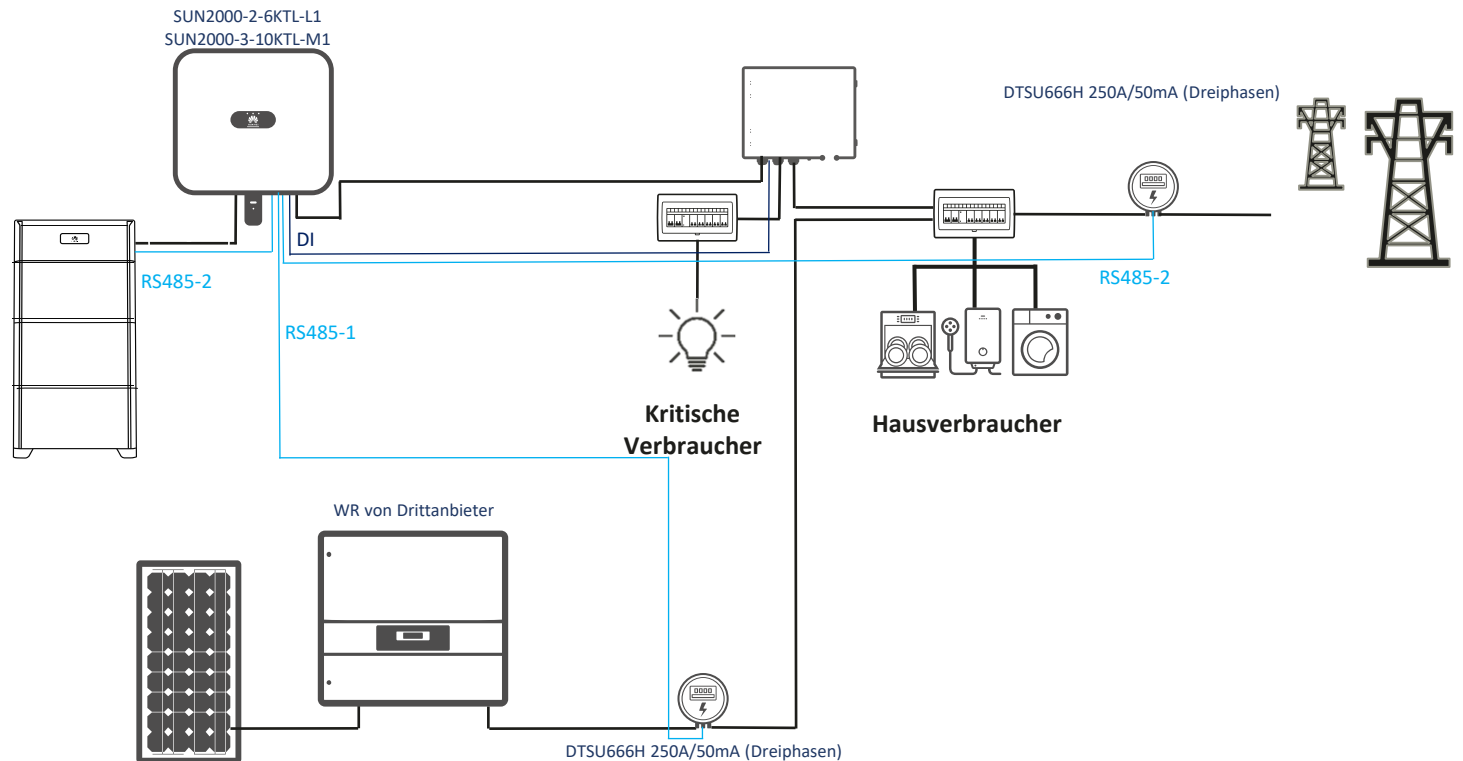 SUN2000-2-6KTL-L1
SUN2000-3-10KTL-M1
DTSU666H 250A/50mA (Dreiphasen)
DI
RS485-2
RS485-2
RS485-1
Kritische
Verbraucher
Hausverbraucher
WR von Drittanbieter
DTSU666H 250A/50mA (Dreiphasen)